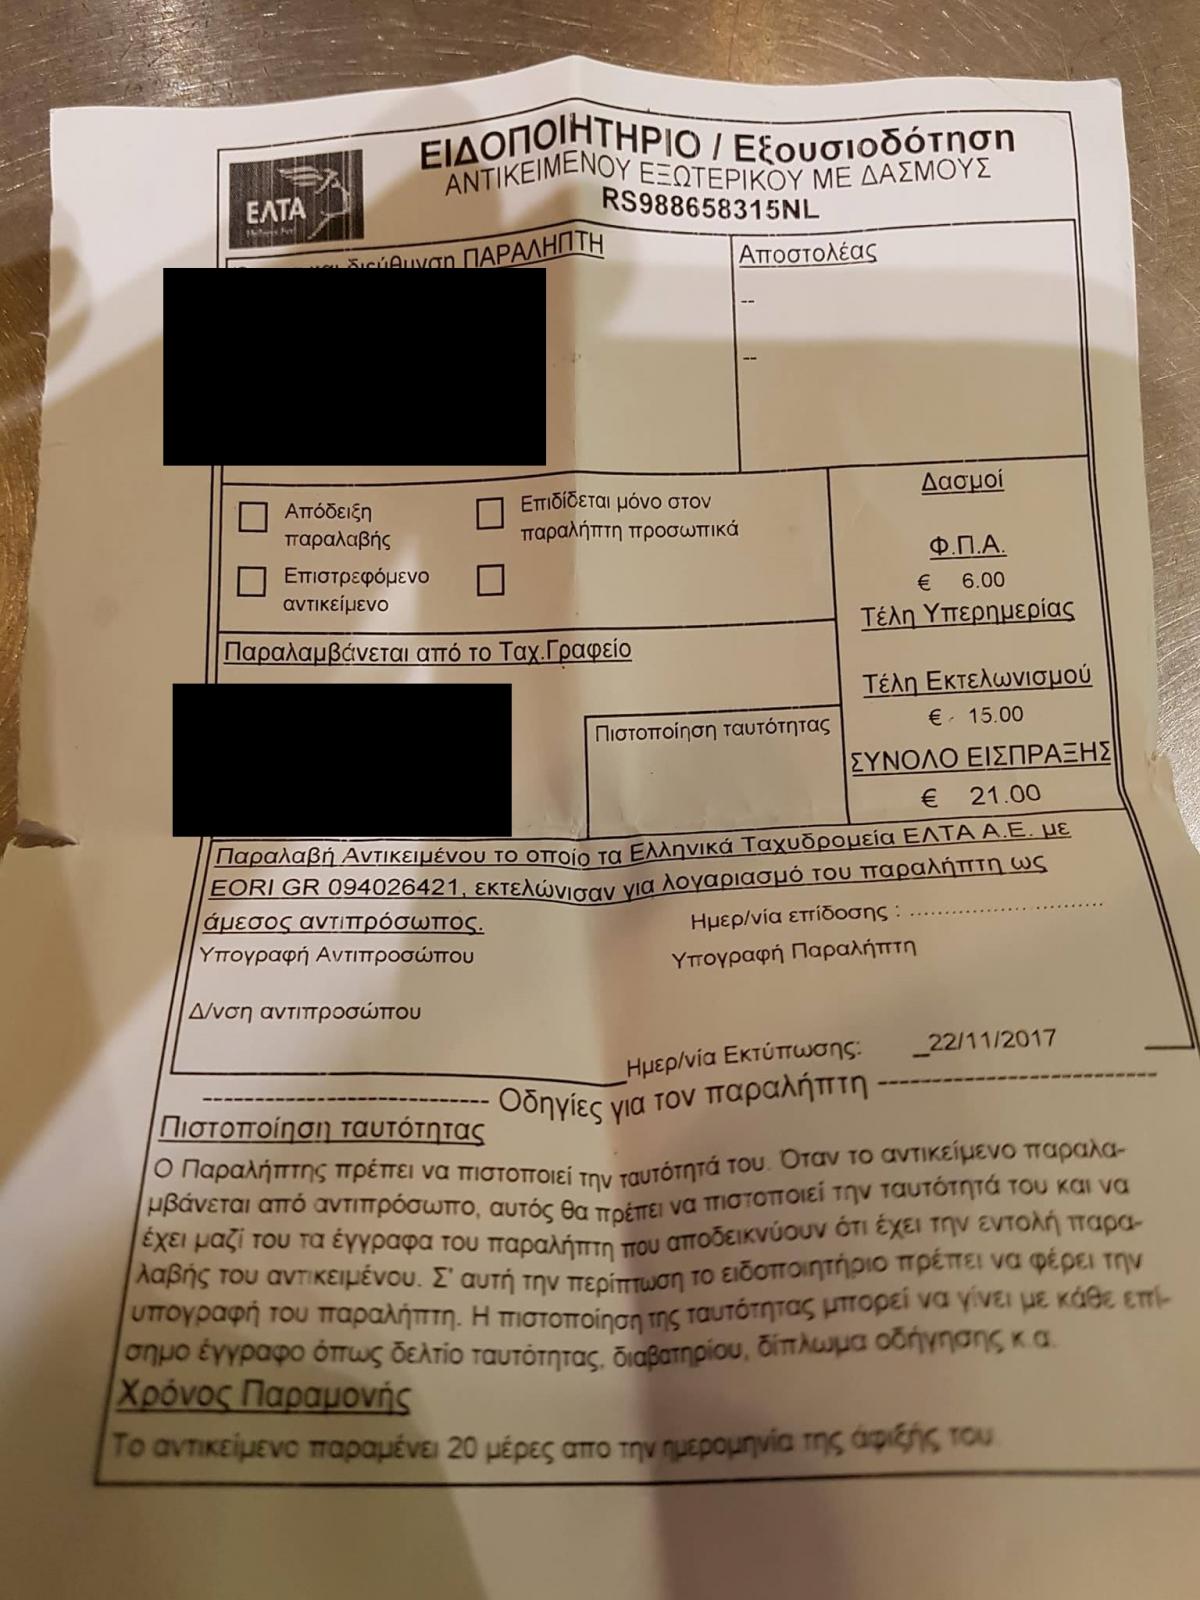 ΕΙΔΟΠΟΙΗΤΗΡΙΟ / Εξουσιοδότηση
ΑΝΤΙΚΕΙΜΕΝΟΥ ΕΞΩΤΕΡΙΚΟΥ ΜΕ ΔΑΣΜΟΥΣ
RS988658315NL
ΕΛΤΑ
διεύθυνση ΠΑΡΑΛΗΠΤΗ
Αποστολέας
--
--
Απόδειξη
παραλαβής
Επιδίδεται μόνο στον
παραλήπτη προσωπικά
Επιστρεφόμενο
αντικείμενο
Δασμοί
Φ.Π.Α.
€ 6.00
Τέλη Υπερημερίας
Τέλη Εκτελωνισμού
€ 15.00
ΣΥΝΟΛΟ ΕΙΣΠΡΑΞΗΣ
€ 21.00
Παραλαμβάνεται από το Ταχ.Γραφείο
Πιστοποίηση ταυτότητας
Παραλαβή Αντικειμένου το οποίο τα Ελληνικά Ταχυδρομεία ΕΛΤΑ Α.Ε. με
EORI GR 094026421, εκτελώνισαν για λογαριασμό του παραλήπτη ως
άμεσος αντιπρόσωπος.
Ημερ/νία επίδοσης : ................................
Υπογραφή Αντιπροσώπου
Υπογραφή Παραλήπτη
Δ/νση αντιπροσώπου
Ημερ/νία Εκτύπωσης: _22/11/2017
---------------------------- Οδηγίες για τον παραλήπτη ----------------------------
Πιστοποίηση ταυτότητας
Ο Παραλήπτης πρέπει να πιστοποιεί την ταυτότητά του. Όταν το αντικείμενο παραλα-
μβάνεται από αντιπρόσωπο, αυτός θα πρέπει να πιστοποιεί την ταυτότητά του και να
έχει μαζί του τα έγγραφα του παραλήπτη που αποδεικνύουν ότι έχει την εντολή παρα-
λαβής του αντικειμένου. Σ' αυτή την περίπτωση το ειδοποιητήριο πρέπει να φέρει την
υπογραφή του παραλήπτη. Η πιστοποίηση της ταυτότητας μπορεί να γίνει με κάθε επί-
σημο έγγραφο όπως δελτίο ταυτότητας, διαβατηρίου, δίπλωμα οδήγησης κ.α.
Χρόνος Παραμονής
Το αντικείμενο παραμένει 20 μέρες απο την ημερομηνία της άφιξής του.